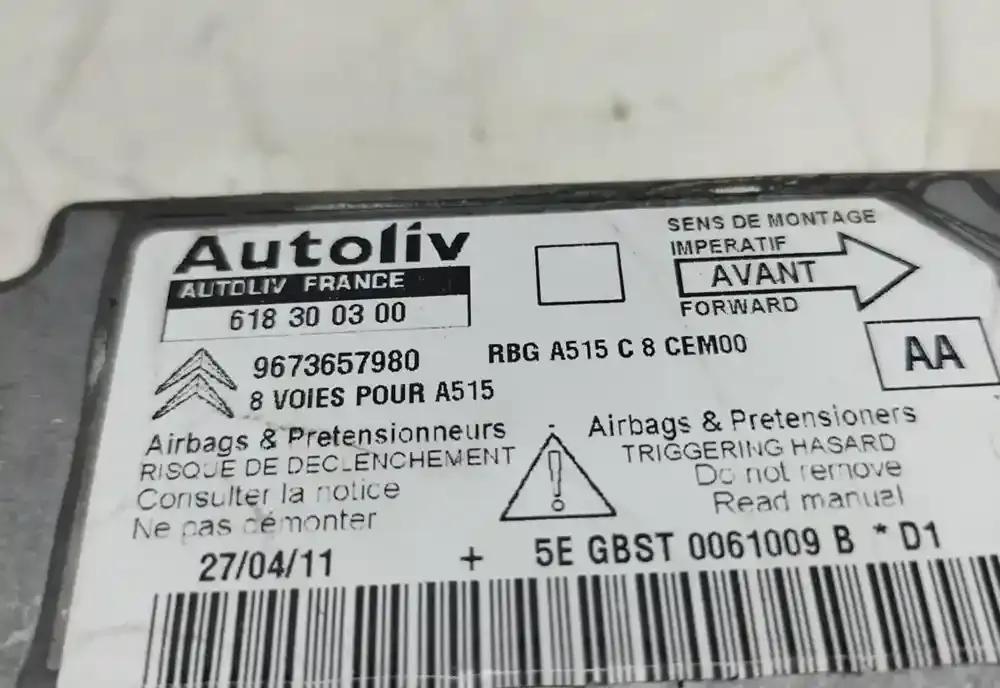 Autoliv
AUTOLIV FRANCE
618 30 03 00
SENS DE MONTAGE
IMPERATIF
AVANT
FORWARD
9673657980
RBG A515 C 8 CEM00
AA
8 VOIES POUR A515
Airbags & Pretensionneurs
RISQUE DE DECLENCHEMENT
Consulter la notice
Ne pas démonter
Airbags & Pretensioners
TRIGGERING HASARD
Do not remove
Read manual
27/04/11 + 5E GBST 0061009 B * D1